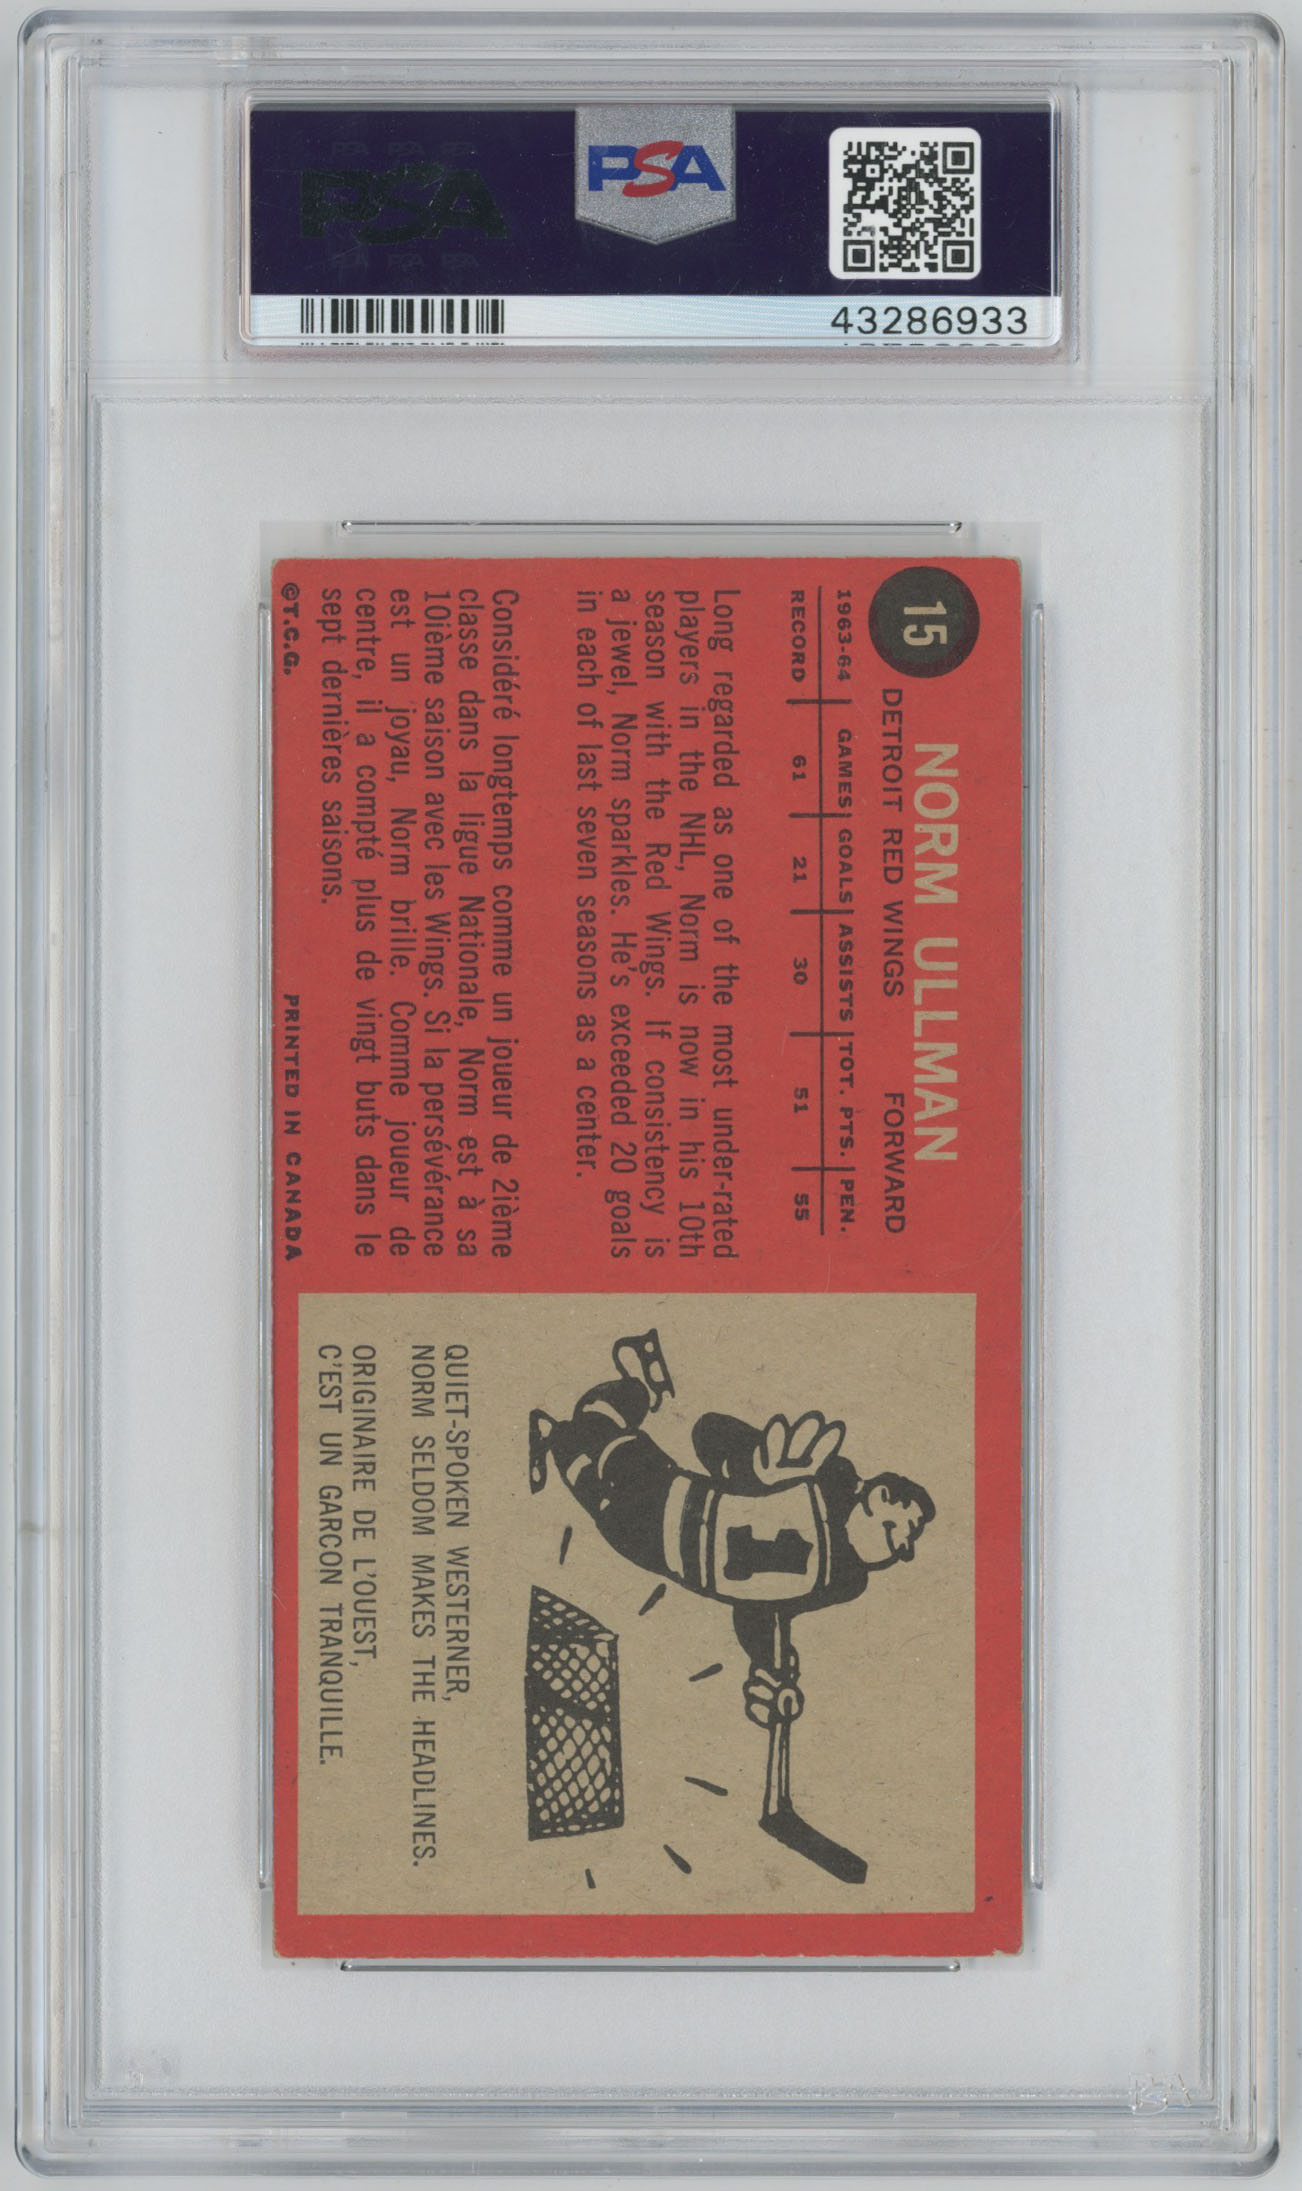 PSA
PSA
43286933
15
NORM ULLMAN
DETROIT RED WINGS FORWARD
1963-64 GAMES GOALS ASSISTS TOT. PTS. PEN.
RECORD 61 21 30 51 55
Long regarded as one of the most under-rated
players in the NHL, Norm is now in his 10th
season with the Red Wings. If consistency is
a jewel, Norm sparkles. He's exceeded 20 goals
in each of last seven seasons as a center.
Considéré longtemps comme un joueur de 2ième
classe dans la ligue Nationale, Norm est à sa
10ième saison avec les Wings. Si la persévérance
est un joyau, Norm brille. Comme joueur de
centre, il a compté plus de vingt buts dans le
sept dernières saisons.
©T.C.G. PRINTED IN CANADA
1
QUIET-SPOKEN WESTERNER,
NORM SELDOM MAKES THE HEADLINES.
ORIGINAIRE DE L'OUEST,
C'EST UN GARCON TRANQUILLE.
PSA